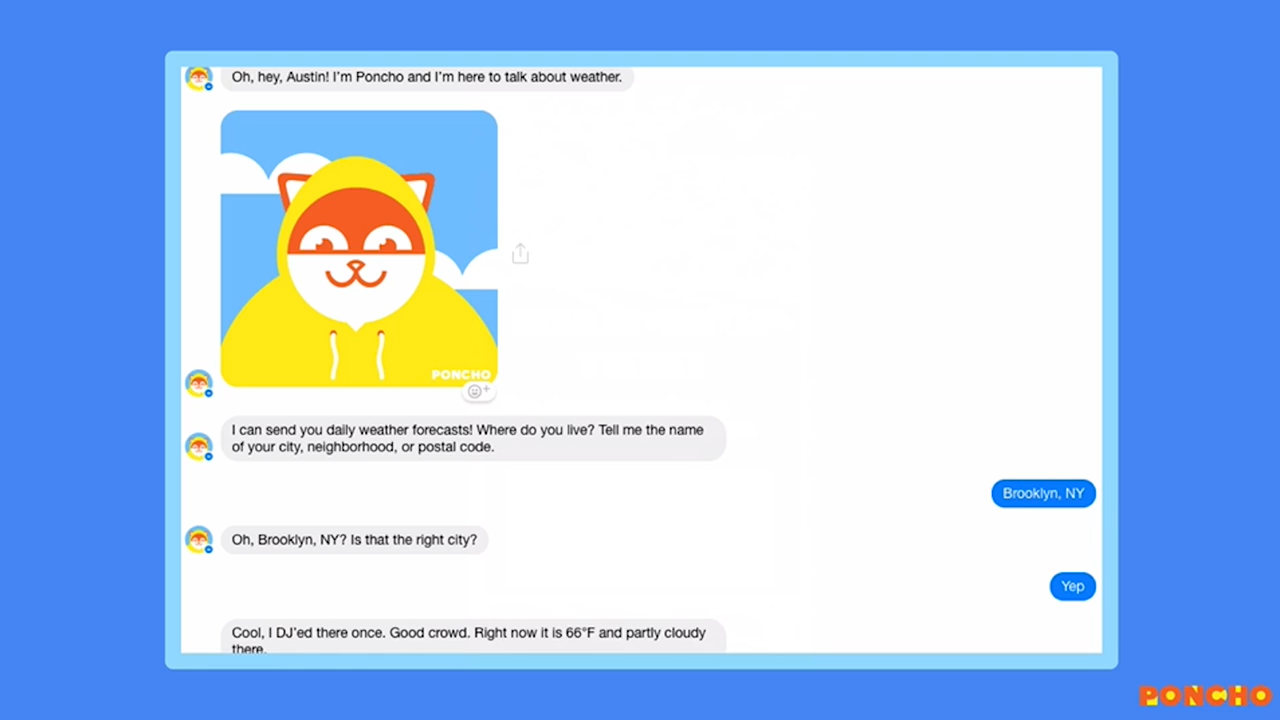 Oh, hey, Austin! I'm Poncho and I'm here to talk about weather.
PONCHO
I can send you daily weather forecasts! Where do you live? Tell me the name
of your city, neighborhood, or postal code.
Brooklyn, NY
Oh, Brooklyn, NY? Is that the right city?
Yep
Cool, I DJ'ed there once. Good crowd. Right now it is 66°F and partly cloudy
there.
PONCHO